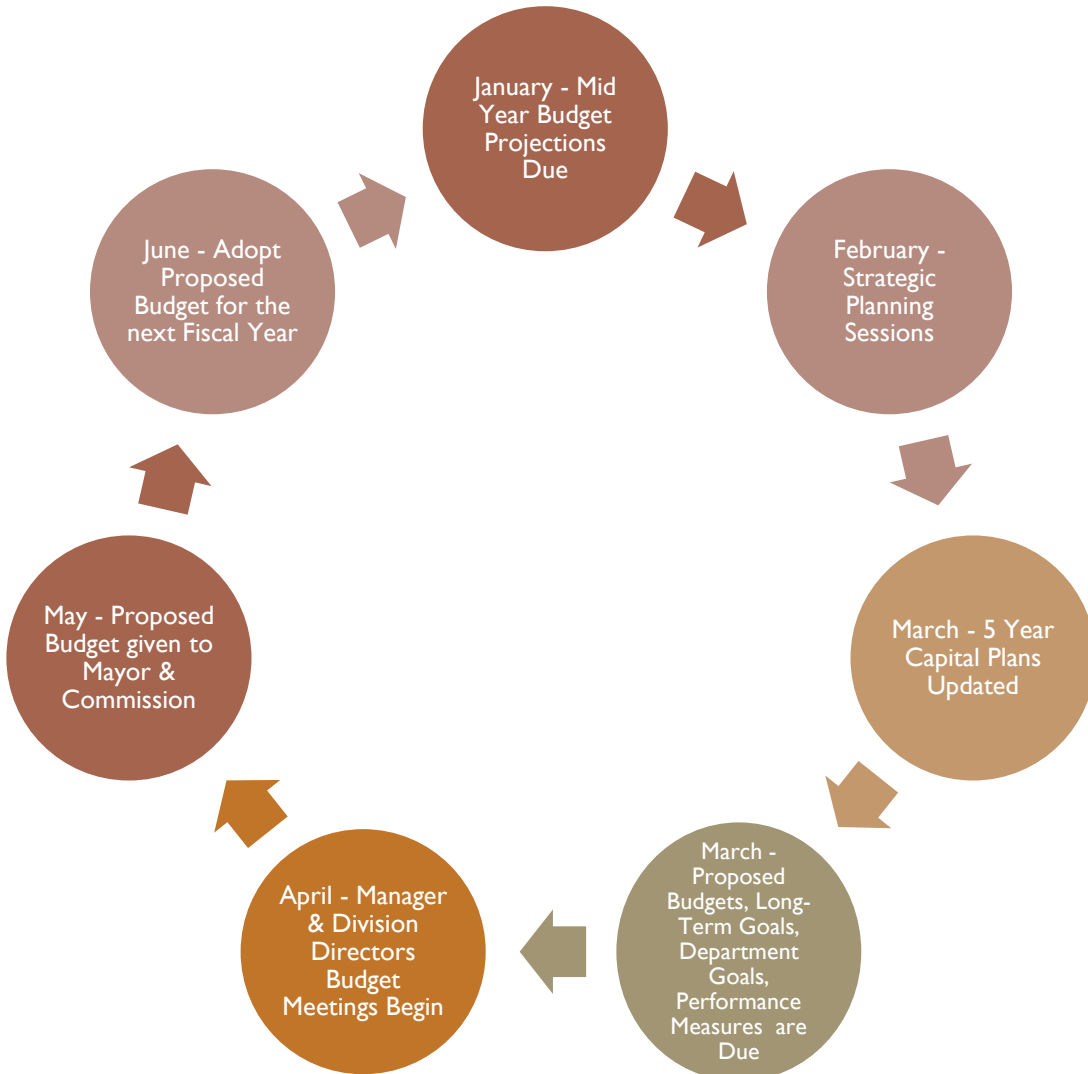 January - Mid
Year Budget
Projections
Due
February -
Strategic
Planning
Sessions
March - 5 Year
Capital Plans
Updated
March -
Proposed
Budgets, Long-
Term Goals,
Department
Goals,
Performance
Measures are
Due
April - Manager
& Division
Directors
Budget
Meetings Begin
May - Proposed
Budget given to
Mayor &
Commission
June - Adopt
Proposed
Budget for the
next Fiscal Year